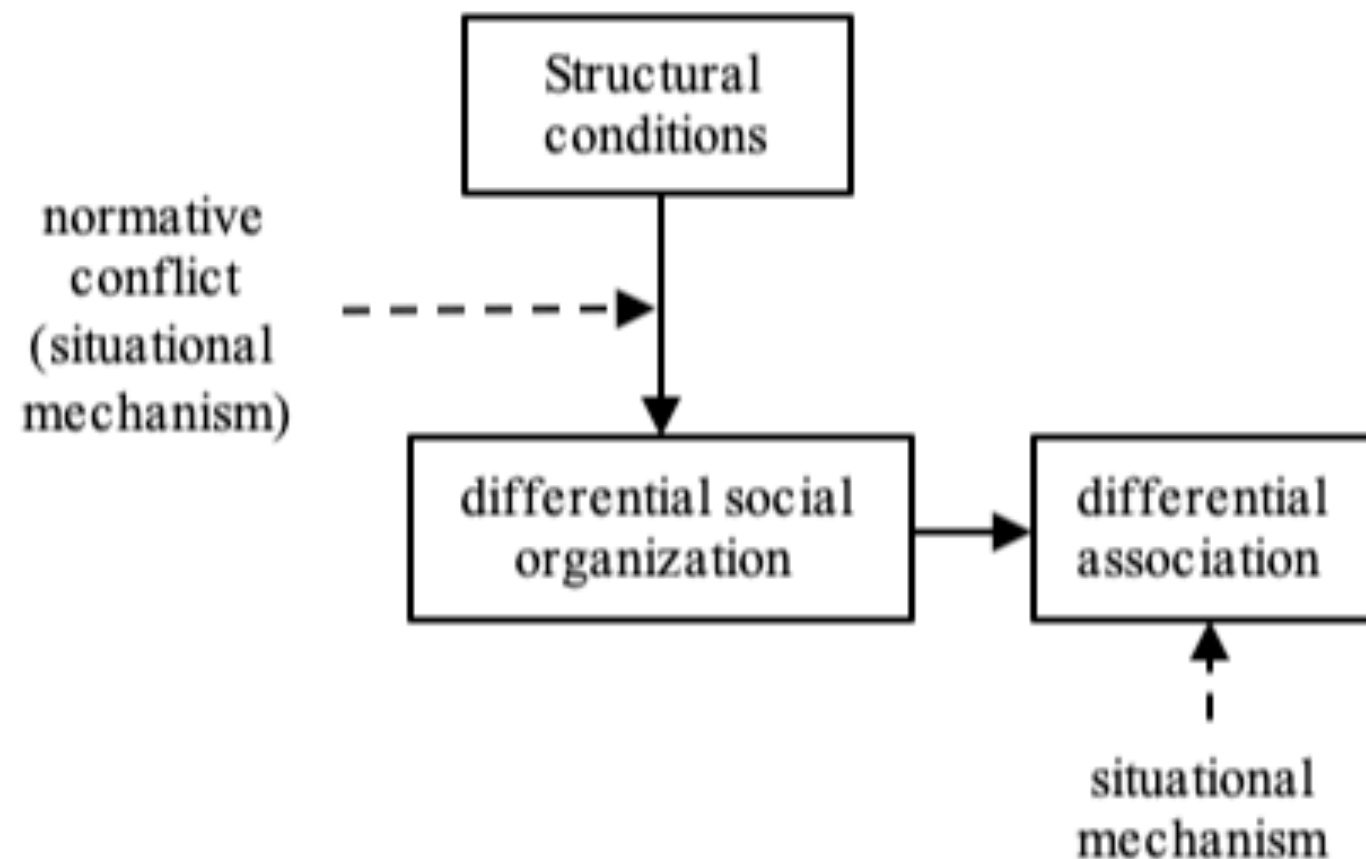 Structural
conditions
normative
conflict
(situational
mechanism)
differential social
organization
differential
association
situational
mechanism